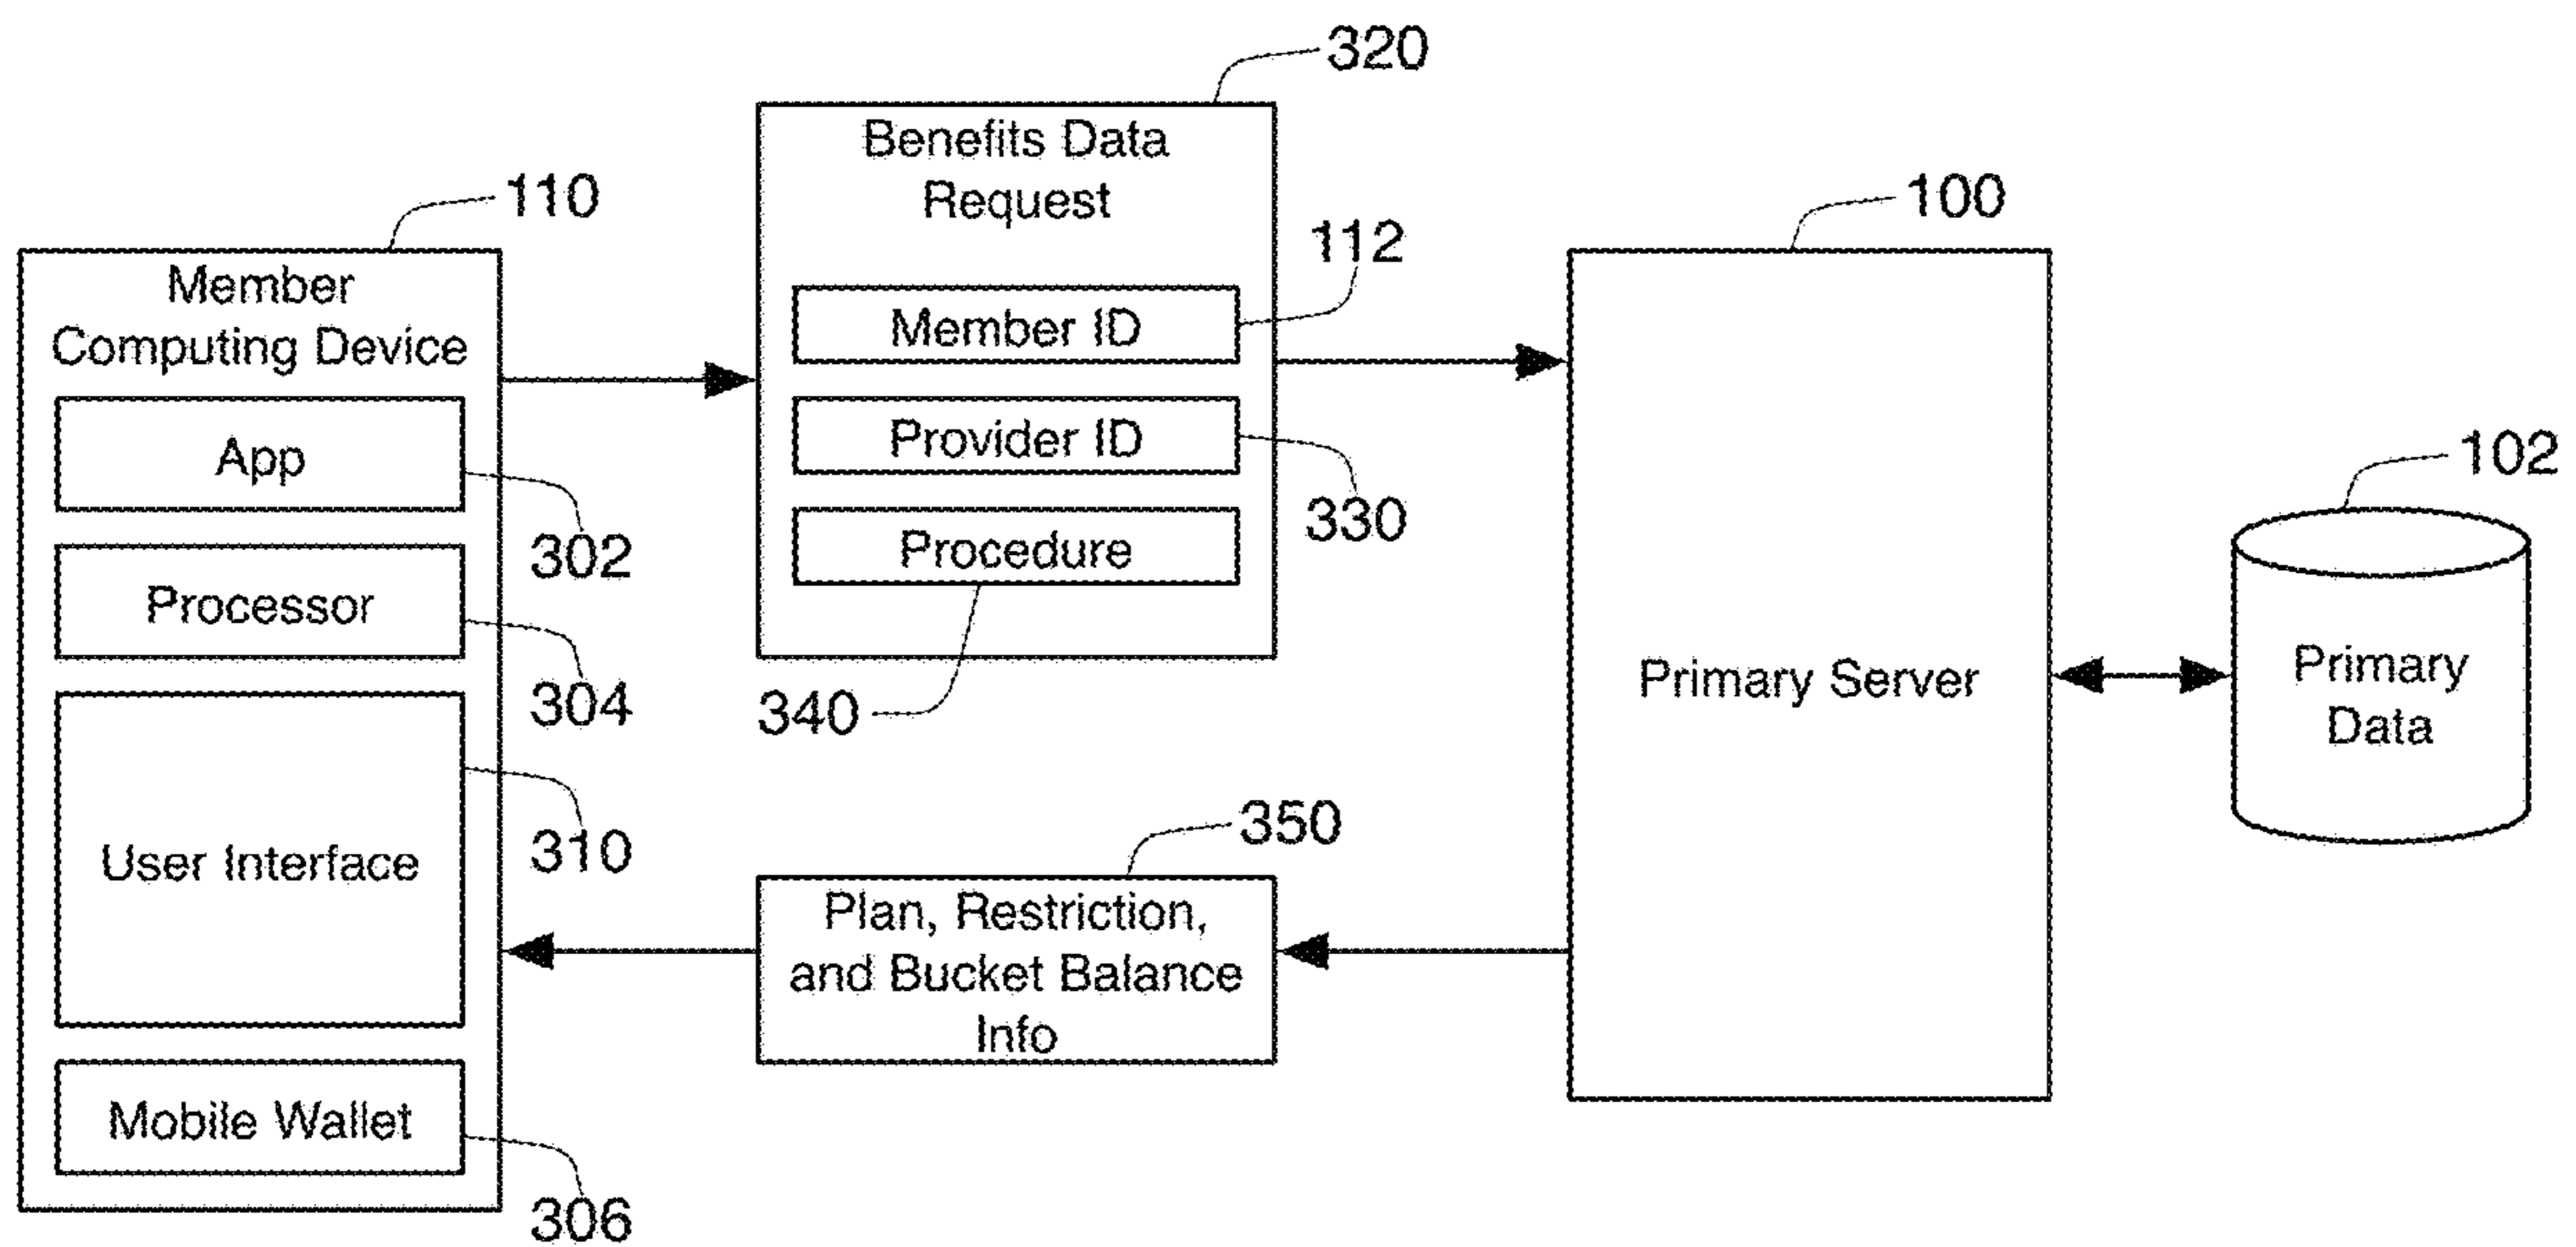 320
Benefits Data
Request
110
100
112
Member
Computing Device
Member ID
App
Provider ID
102
302
330
Procedure
Processor
304
340
Primary Server
Primary
Data
User Interface
310
350
Plan, Restriction,
and Bucket Balance
Info
Mobile Wallet
306